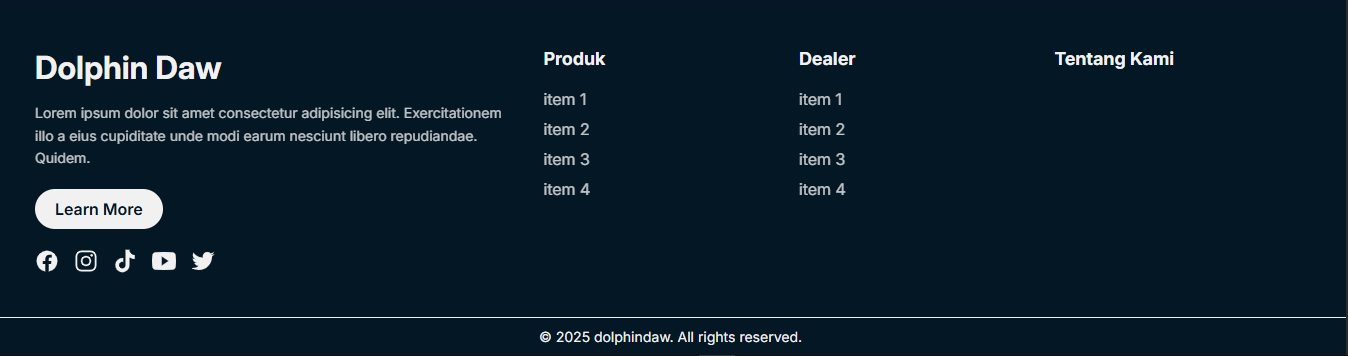 Dolphin Daw
Lorem ipsum dolor sit amet consectetur adipisicing elit. Exercitationem
illo a eius cupiditate unde modi earum nesciunt libero repudiandae.
Quidem.
Learn More
Produk
item 1
item 2
item 3
item 4
Dealer
item 1
item 2
item 3
item 4
Tentang Kami
© 2025 dolphindaw. All rights reserved.